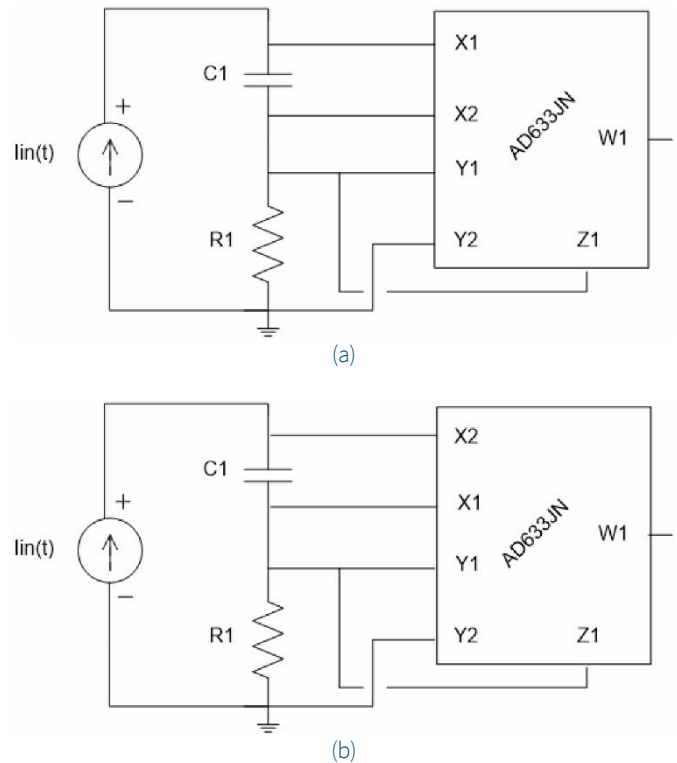 X1
C1
+
X2
AD633JN
W1
Iin(t)
Y1
−
R1
Y2
Z1
(a)
X2
C1
+
X1
AD633JN
W1
Iin(t)
Y1
−
R1
Y2
Z1
(b)